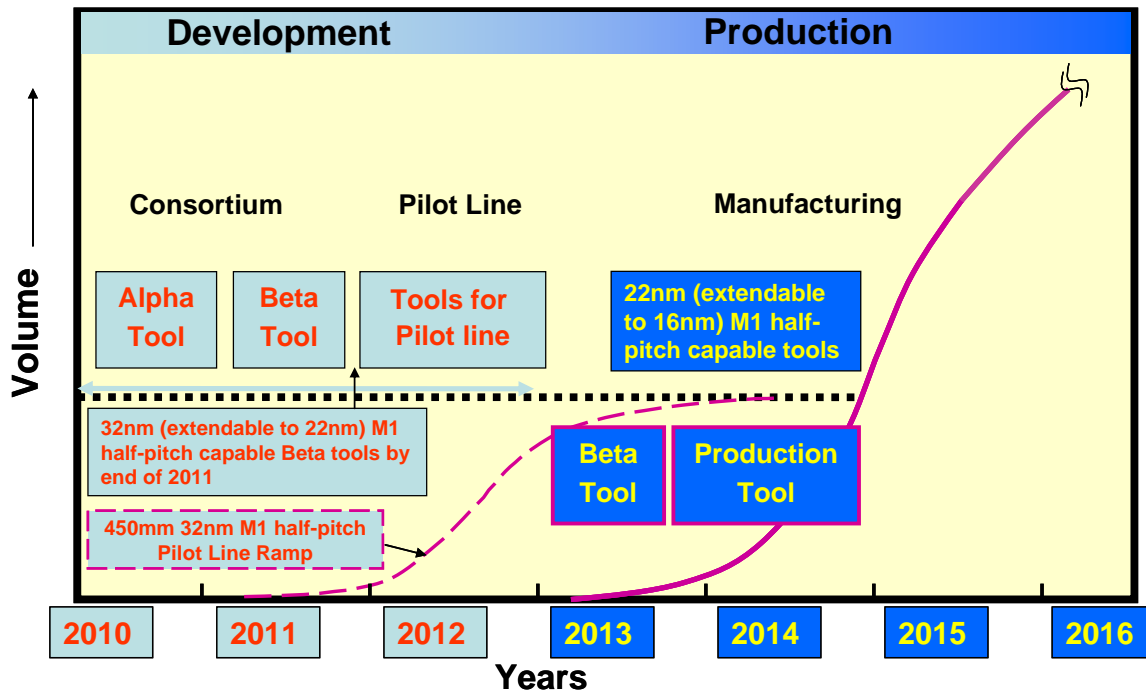 Development
Production
Volume
Consortium
Pilot Line
Manufacturing
Alpha
Tool
Beta
Tool
Tools for
Pilot line
22nm (extendable
to 16nm) M1 half-
pitch capable tools
32nm (extendable to 22nm) M1
half-pitch capable Beta tools by
end of 2011
Beta
Tool
Production
Tool
450mm 32nm M1 half-pitch
Pilot Line Ramp
2010
2011
2012
2013
2014
2015
2016
Years